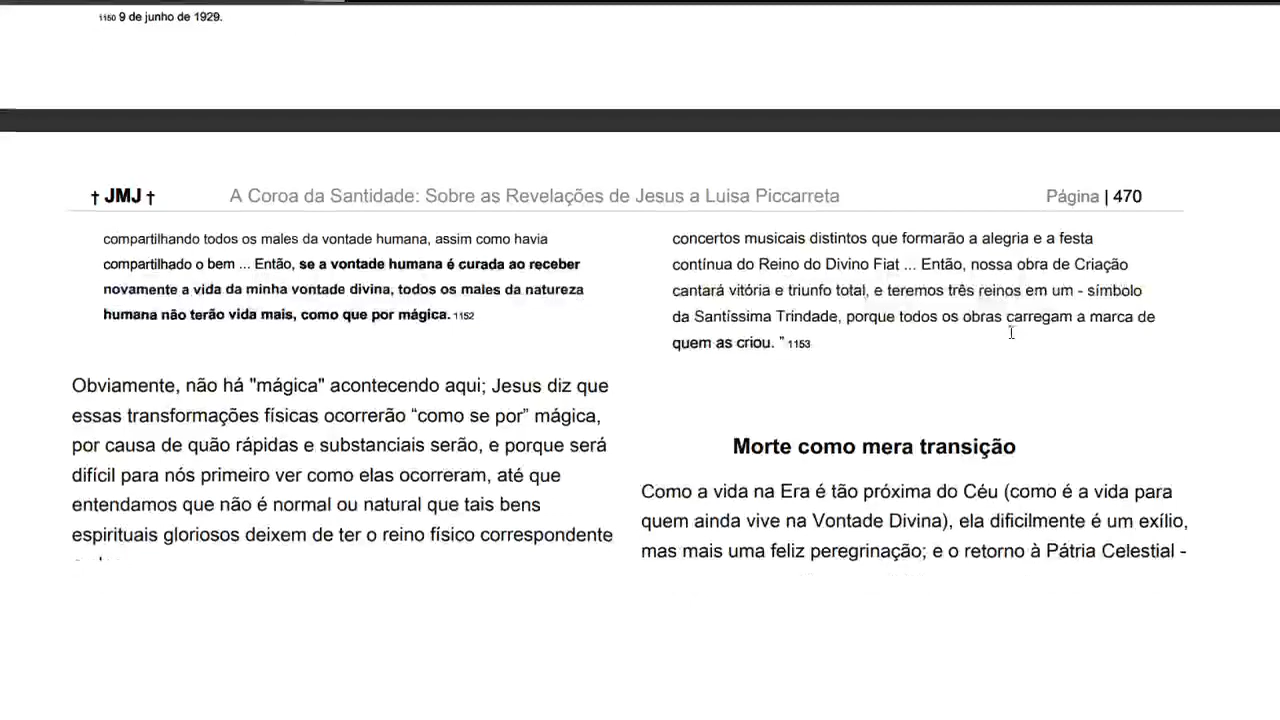 1150 9 de junho de 1929.
† JMJ † A Coroa da Santidade: Sobre as Revelações de Jesus a Luisa Piccarreta Página | 470
compartilhando todos os males da vontade humana, assim como havia
compartilhado o bem ... Então, se a vontade humana é curada ao receber
novamente a vida da minha vontade divina, todos os males da natureza
humana não terão vida mais, como que por mágica. 1152
Obviamente, não há "mágica" acontecendo aqui; Jesus diz que
essas transformações físicas ocorrerão “como se por” mágica,
por causa de quão rápidas e substanciais serão, e porque será
difícil para nós primeiro ver como elas ocorreram, até que
entendamos que não é normal ou natural que tais bens
espirituais gloriosos deixem de ter o reino físico correspondente
concertos musicais distintos que formarão a alegria e a festa
contínua do Reino do Divino Fiat ... Então, nossa obra de Criação
cantará vitória e triunfo total, e teremos três reinos em um - símbolo
da Santíssima Trindade, porque todos os obras carregam a marca de
quem as criou. " 1153
Morte como mera transição
Como a vida na Era é tão próxima do Céu (como é a vida para
quem ainda vive na Vontade Divina), ela dificilmente é um exílio,
mas mais uma feliz peregrinação; e o retorno à Pátria Celestial -